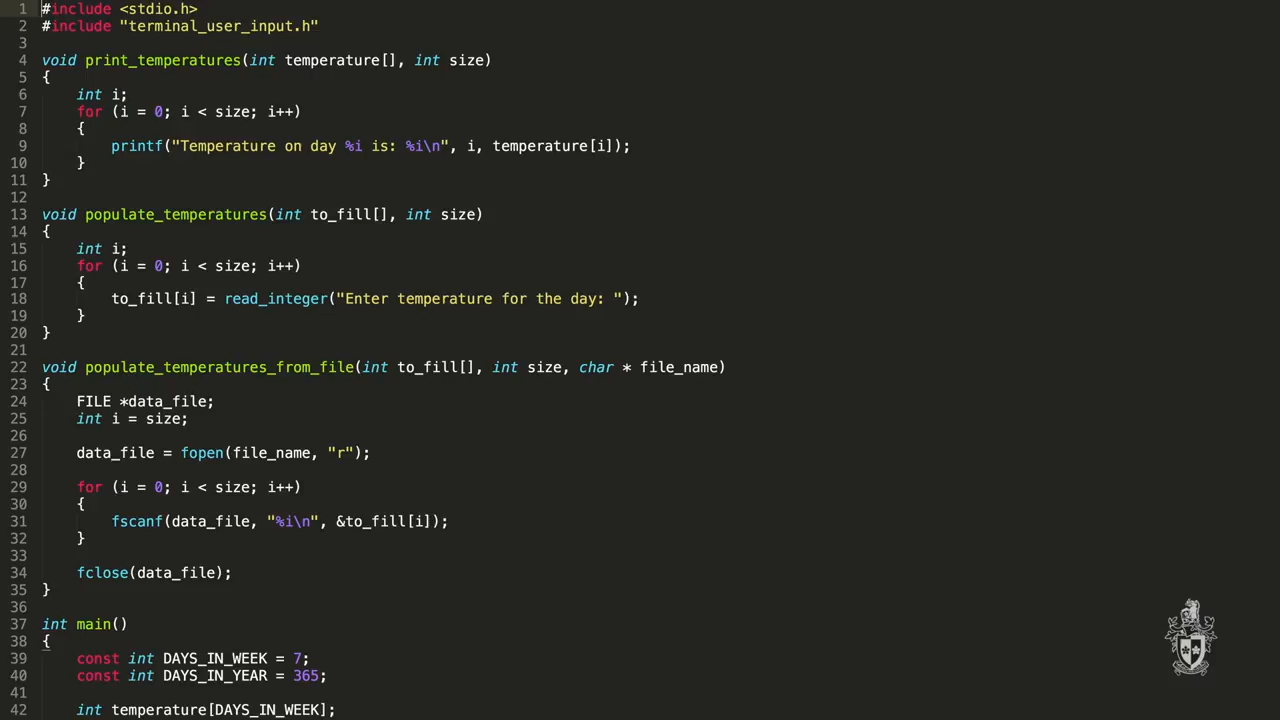 1 #include <stdio.h>
2 #include "terminal_user_input.h"
3
4 void print_temperatures(int temperature[], int size)
5 {
6     int i;
7     for (i = 0; i < size; i++)
8     {
9         printf("Temperature on day %i is: %i\n", i, temperature[i]);
10     }
11 }
12
13 void populate_temperatures(int to_fill[], int size)
14 {
15     int i;
16     for (i = 0; i < size; i++)
17     {
18         to_fill[i] = read_integer("Enter temperature for the day: ");
19     }
20 }
21
22 void populate_temperatures_from_file(int to_fill[], int size, char * file_name)
23 {
24     FILE *data_file;
25     int i = size;
26
27     data_file = fopen(file_name, "r");
28
29     for (i = 0; i < size; i++)
30     {
31         fscanf(data_file, "%i\n", &to_fill[i]);
32     }
33
34     fclose(data_file);
35 }
36
37 int main()
38 {
39     const int DAYS_IN_WEEK = 7;
40     const int DAYS_IN_YEAR = 365;
41
42     int temperature[DAYS_IN_WEEK];